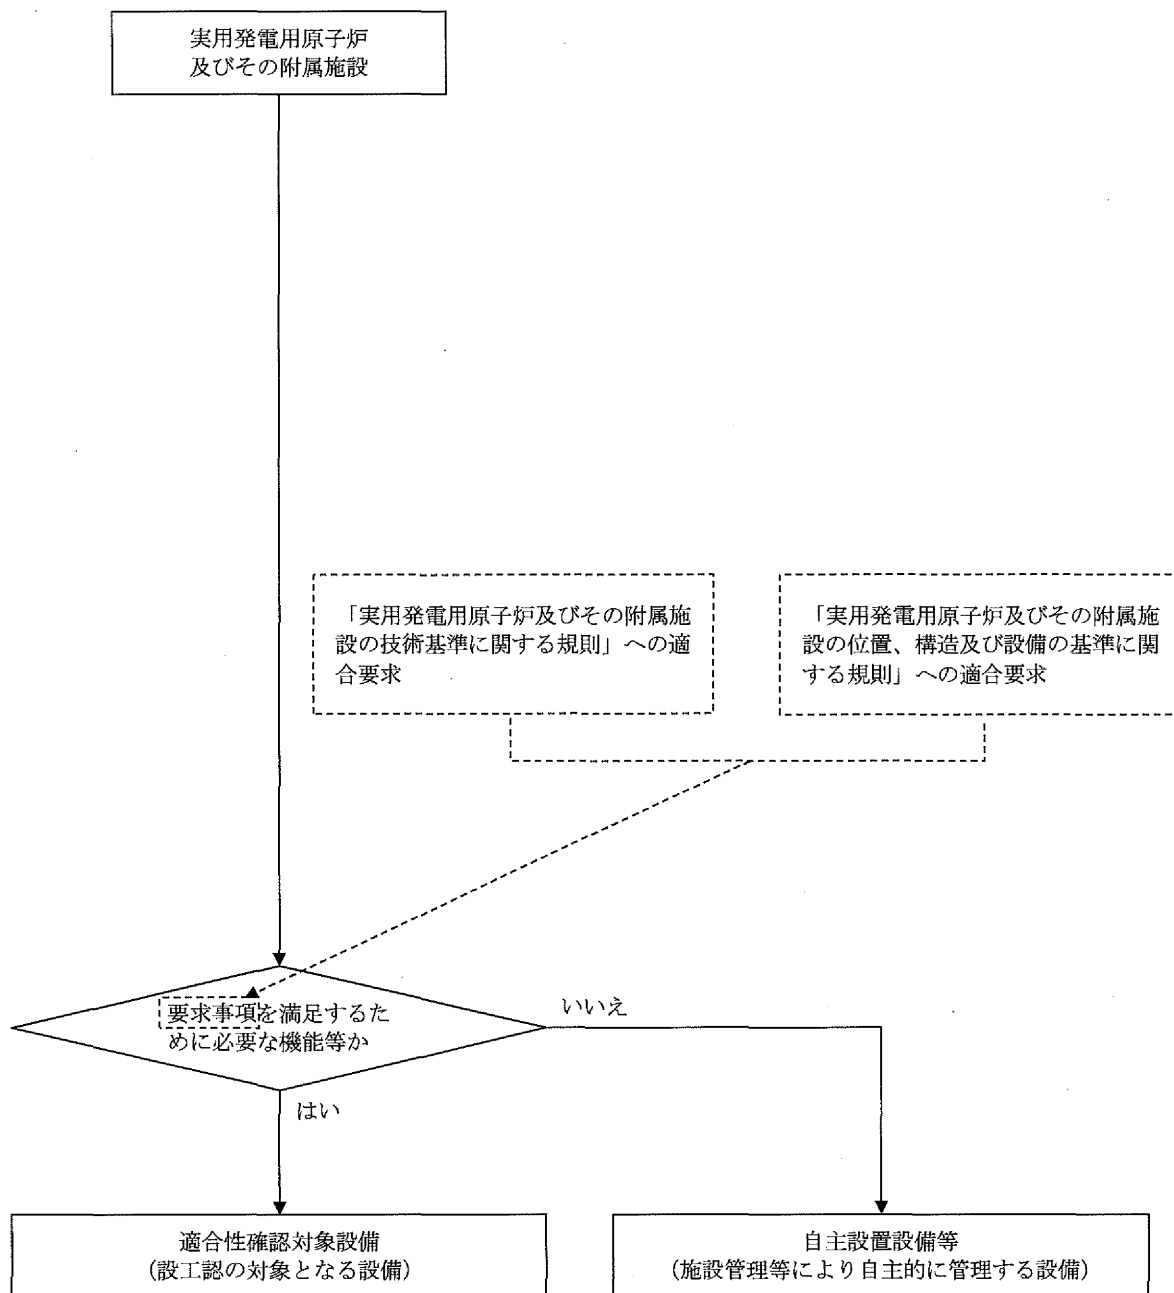 実用発電用原子炉
及びその附属施設
「実用発電用原子炉及びその附属施
設の技術基準に関する規則」への適
合要求
「実用発電用原子炉及びその附属施
設の位置、構造及び設備の基準に関
する規則」への適合要求
要求事項を満足するた
めに必要な機能等か
いいえ
はい
適合性確認対象設備
(設工認の対象となる設備)
自主設置設備等
(施設管理等により自主的に管理する設備)